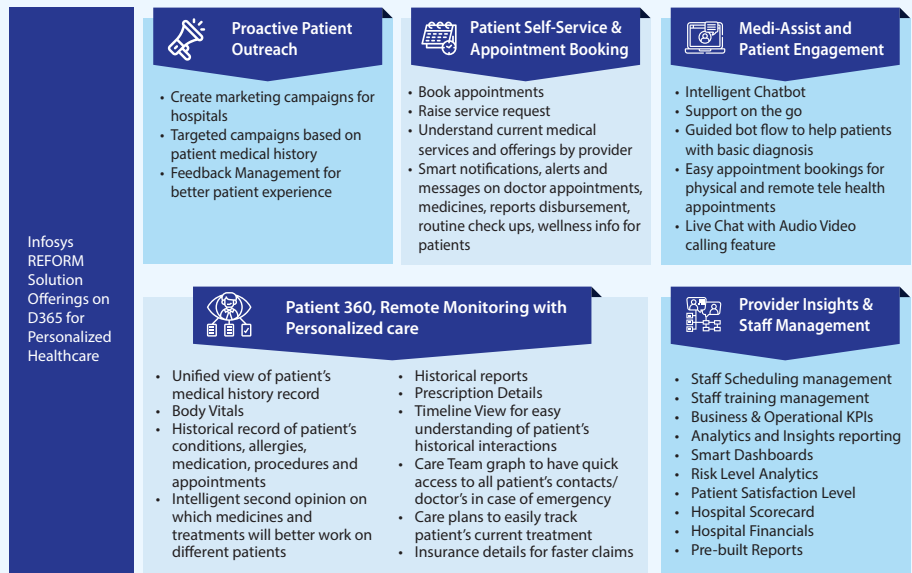 Infosys
REFORM
Solution
Offerings on
D365 for
Personalized
Healthcare
Proactive Patient
Outreach
• Create marketing campaigns for
hospitals
• Targeted campaigns based on
patient medical history
• Feedback Management for
better patient experience
Patient Self-Service &
Appointment Booking
• Book appointments
• Raise service request
• Understand current medical
services and offerings by provider
• Smart notifications, alerts and
messages on doctor appointments,
medicines, reports disbursement,
routine check ups, wellness info for
patients
Medi-Assist and
Patient Engagement
• Intelligent Chatbot
• Support on the go
• Guided bot flow to help patients
with basic diagnosis
• Easy appointment bookings for
physical and remote tele health
appointments
• Live Chat with Audio Video
calling feature
Patient 360, Remote Monitoring with
Personalized care
• Unified view of patient's
medical history record
• Body Vitals
• Historical record of patient's
conditions, allergies,
medication, procedures and
appointments
• Intelligent second opinion on
which medicines and
treatments will better work on
different patients
• Historical reports
• Prescription Details
• Timeline View for easy
understanding of patient's
historical interactions
• Care Team graph to have quick
access to all patient's contacts/
doctor's in case of emergency
• Care plans to easily track
patient's current treatment
• Insurance details for faster claims
Provider Insights &
Staff Management
• Staff Scheduling management
• Staff training management
• Business & Operational KPIs
• Analytics and Insights reporting
• Smart Dashboards
• Risk Level Analytics
• Patient Satisfaction Level
• Hospital Scorecard
• Hospital Financials
• Pre-built Reports